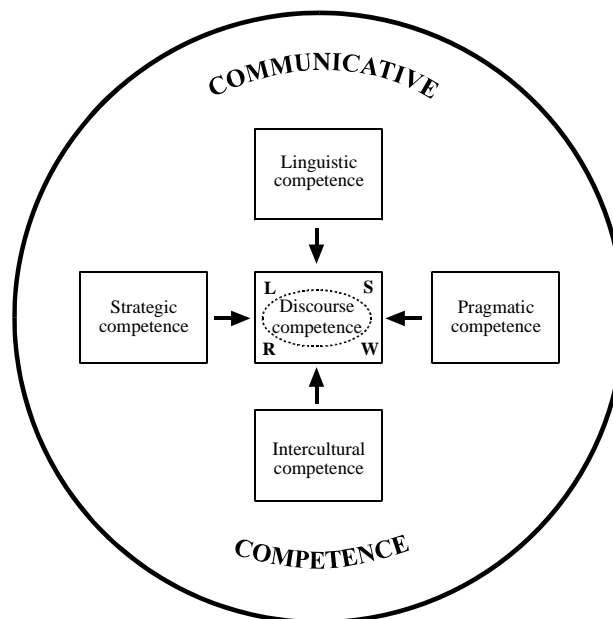 COMMUNICATIVE
Linguistic
competence
Strategic
competence
L S
Discourse
competence
R W
Pragmatic
competence
Intercultural
competence
COMPETENCE